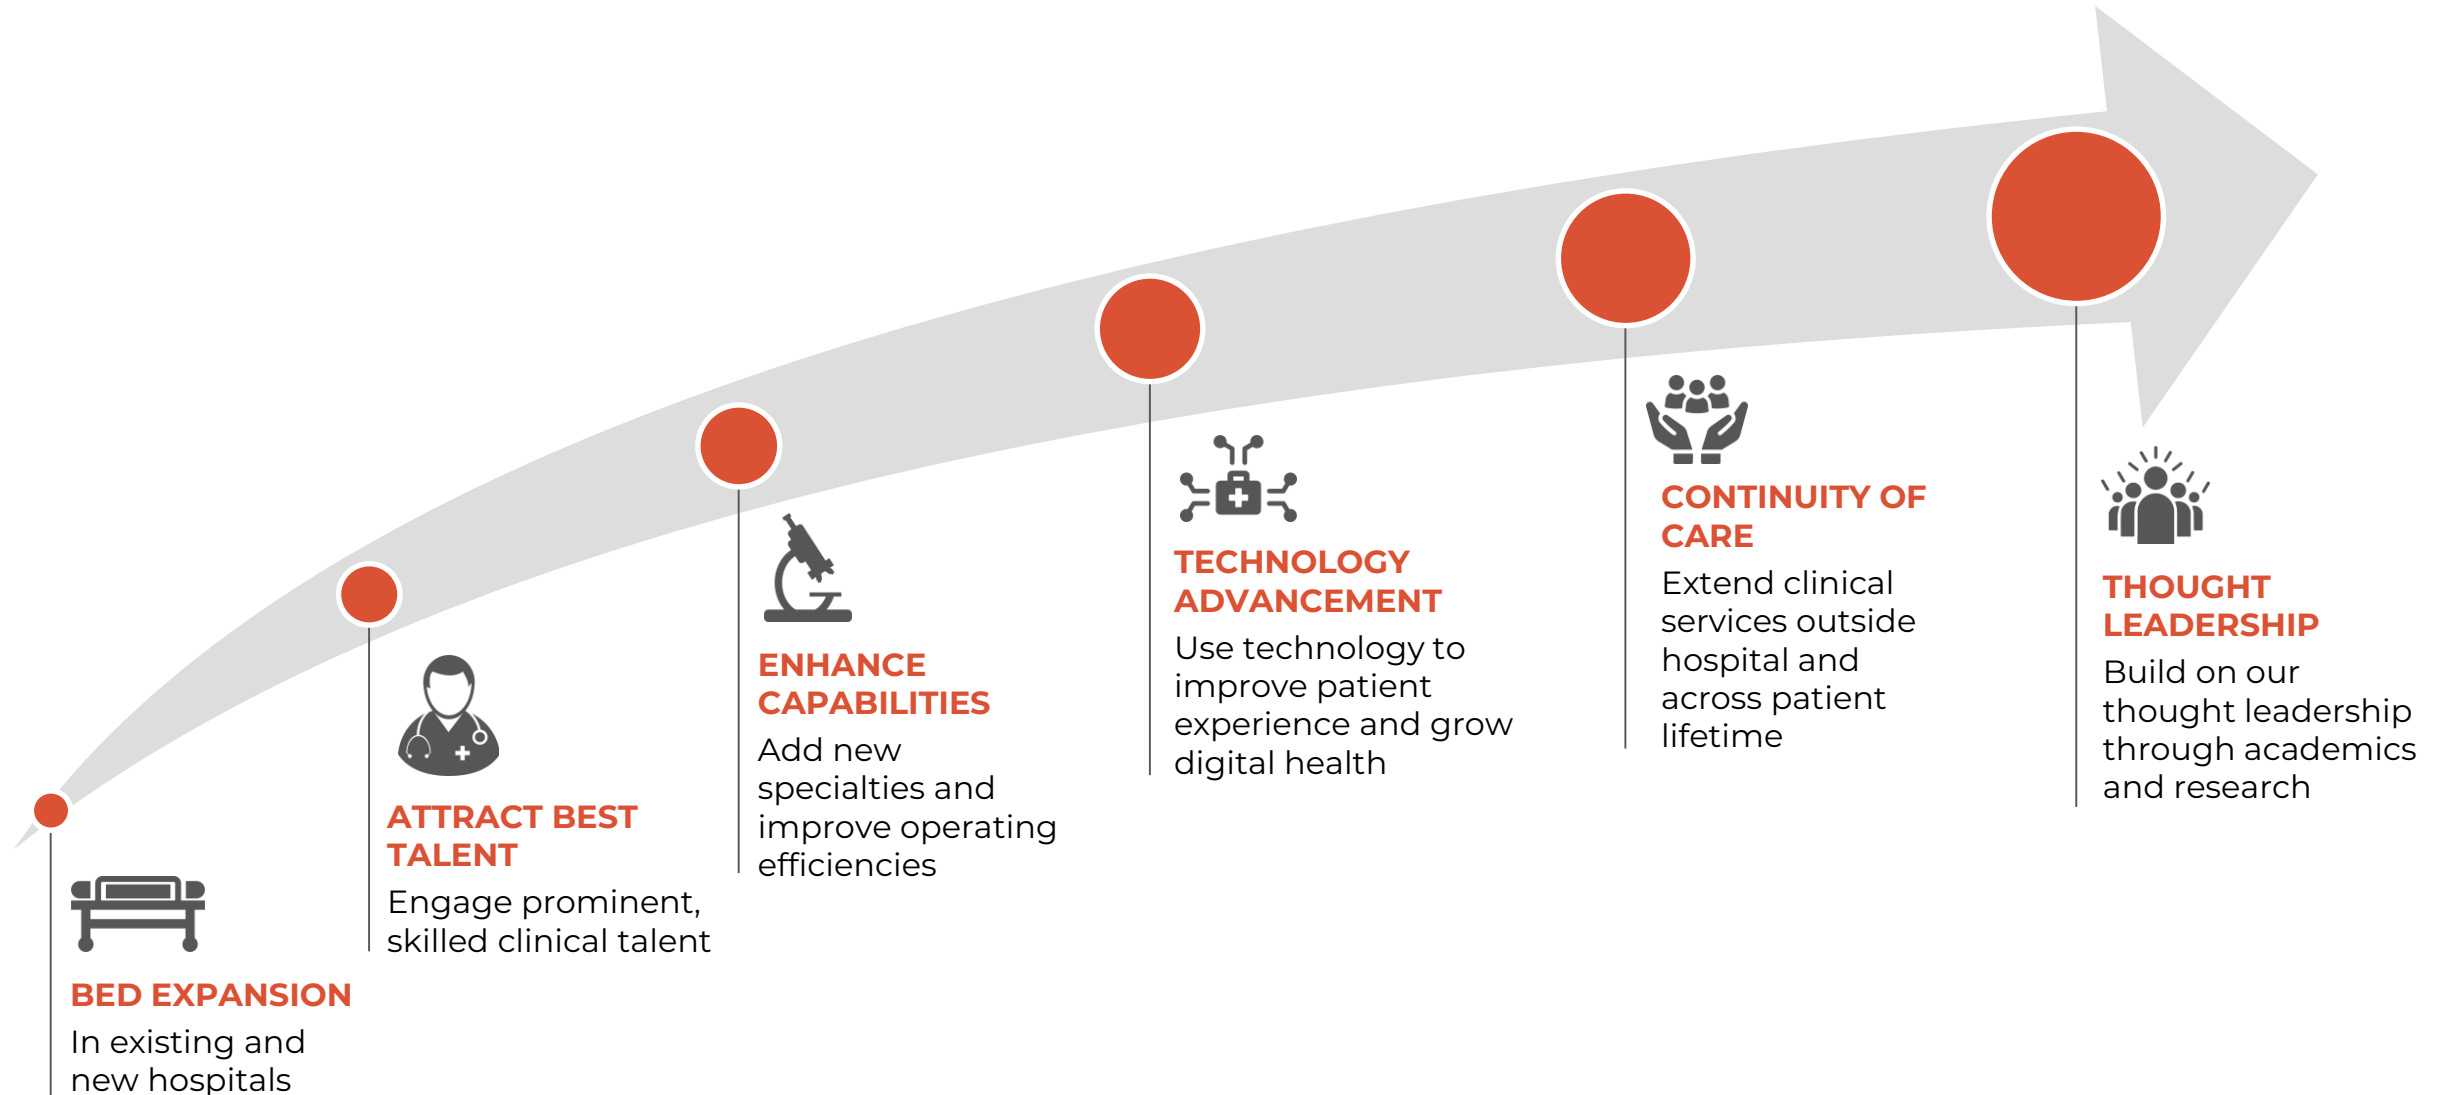 BED EXPANSION
In existing and
new hospitals
ATTRACT BEST
TALENT
Engage prominent,
skilled clinical talent
ENHANCE
CAPABILITIES
Add new
specialties and
improve operating
efficiencies
TECHNOLOGY
ADVANCEMENT
Use technology to
improve patient
experience and grow
digital health
CONTINUITY OF
CARE
Extend clinical
services outside
hospital and
across patient
lifetime
THOUGHT
LEADERSHIP
Build on our
thought leadership
through academics
and research